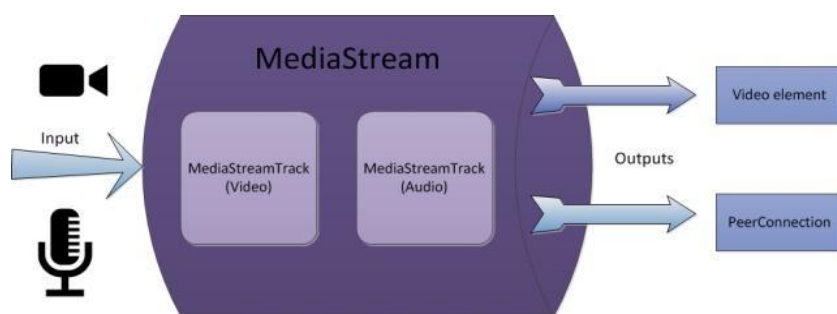 MediaStream
Input
MediaStreamTrack
(Video)
MediaStreamTrack
(Audio)
Outputs
Video element
PeerConnection